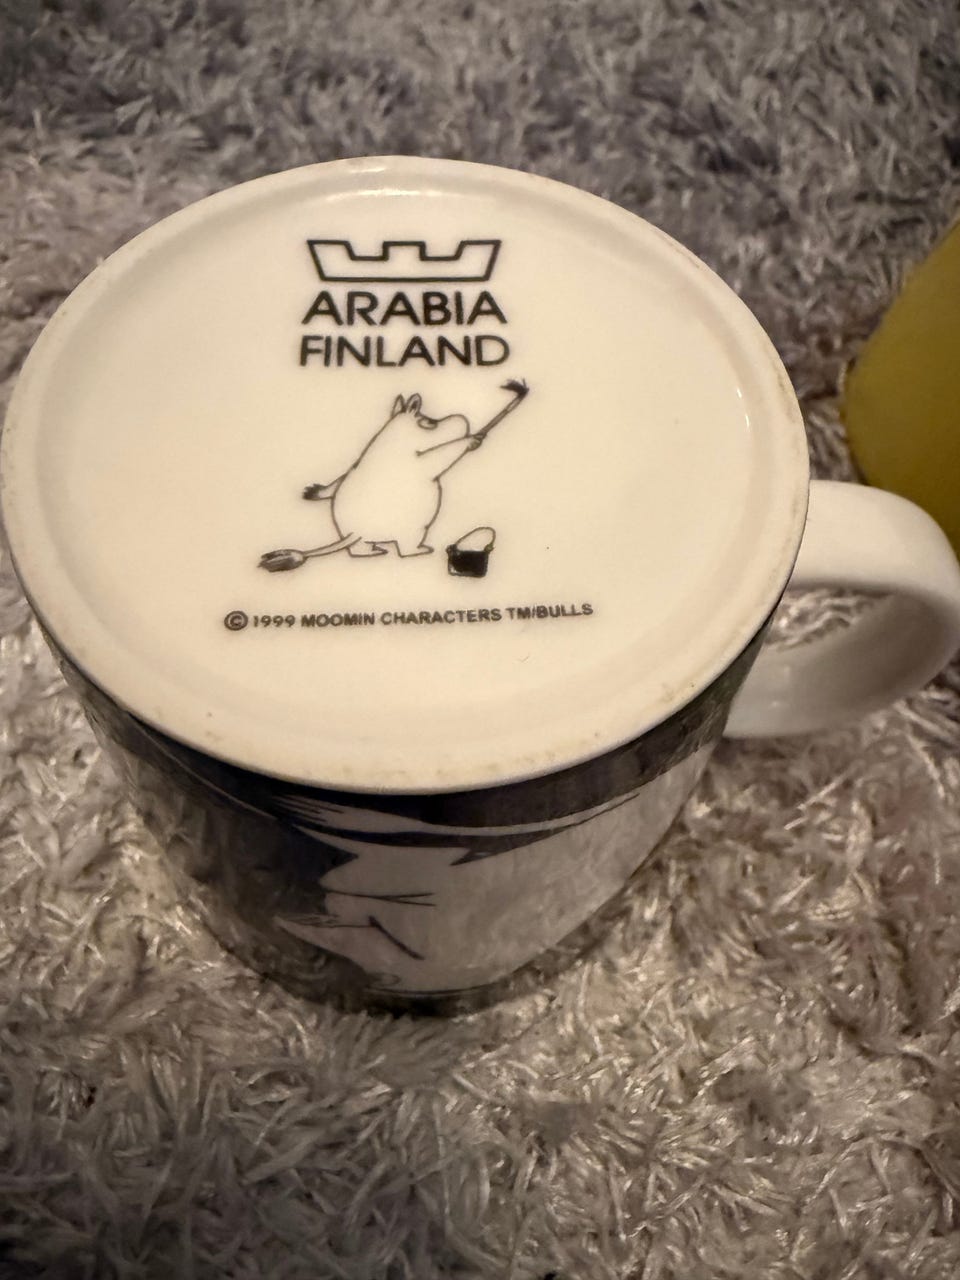 ARABIA
FINLAND
© 1999 MOOMIN CHARACTERS TM/BULLS